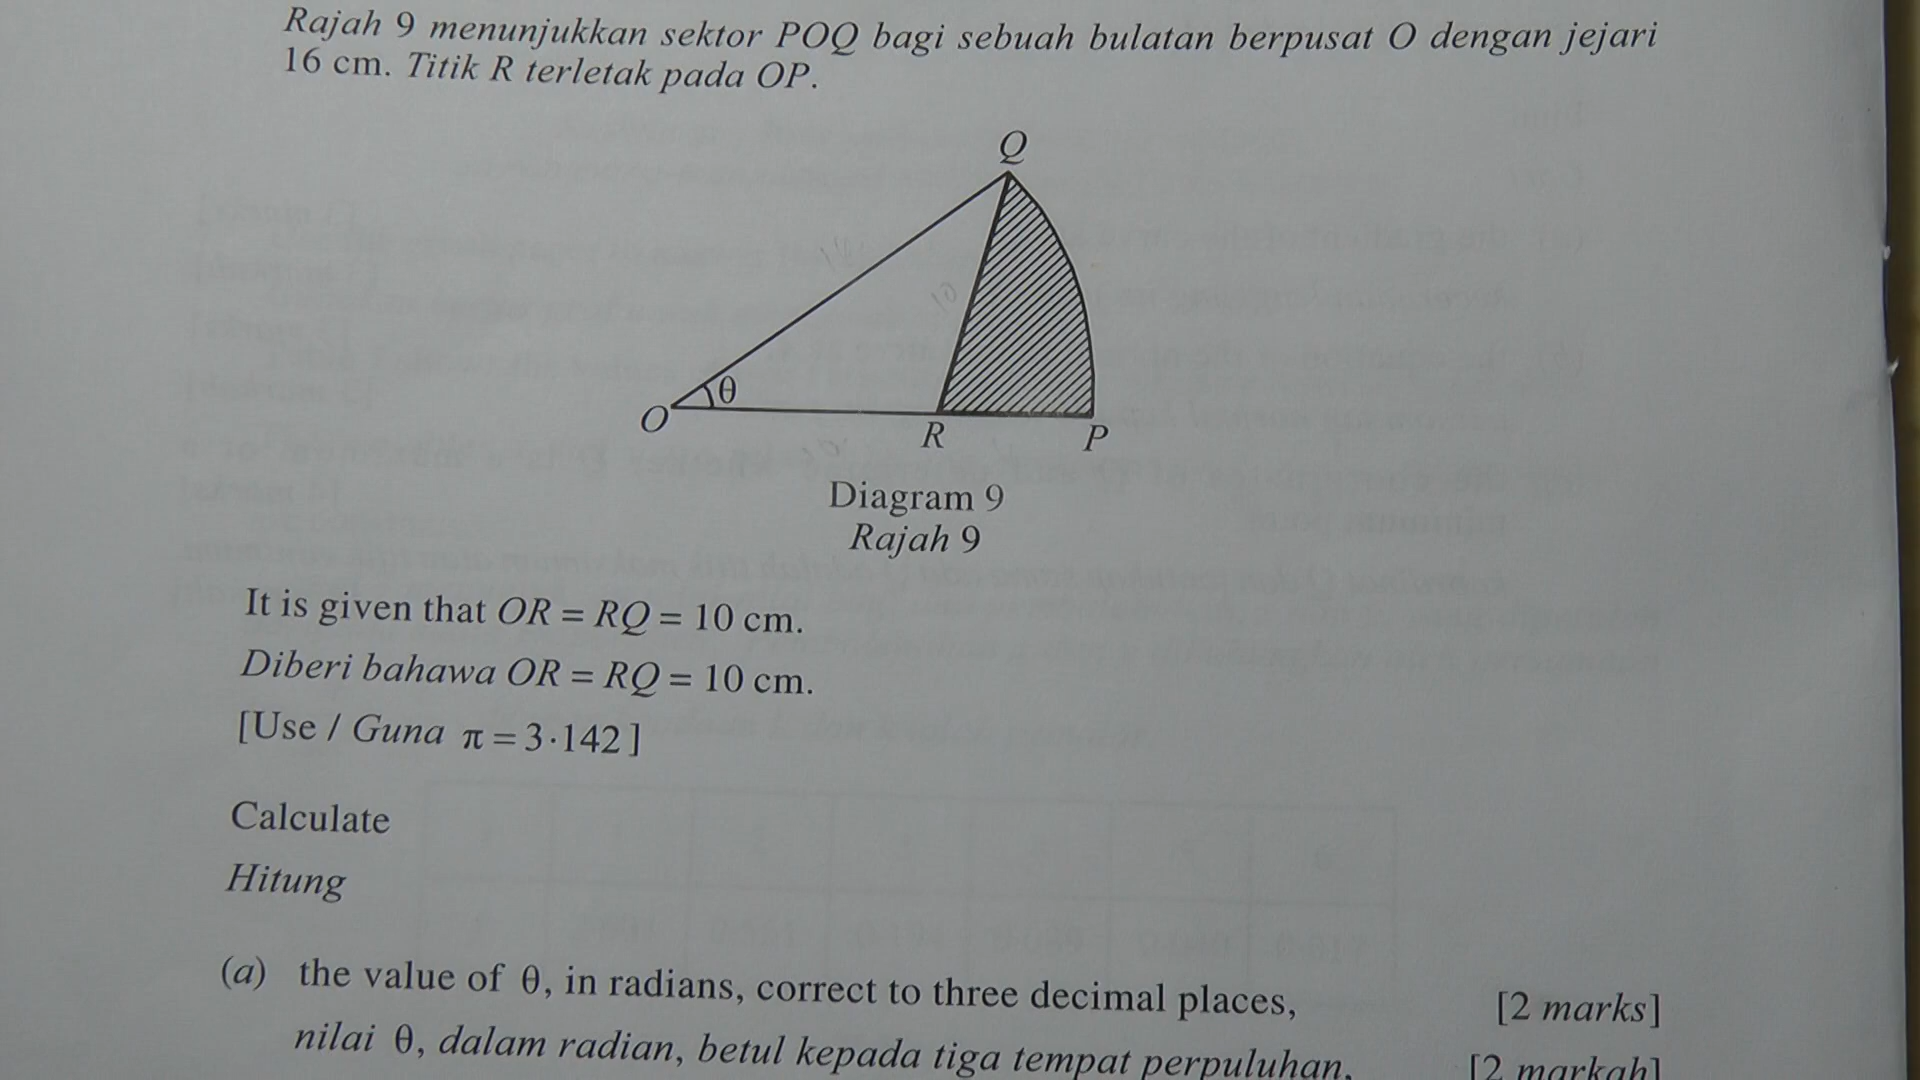 Rajah 9 menunjukkan sektor POQ bagi sebuah bulatan berpusat O dengan jejari
16 cm. Titik R terletak pada OP.
Q
θ
O
R
P
Diagram 9
Rajah 9
It is given that OR = RQ = 10 cm.
Diberi bahawa OR = RQ = 10 cm.
[Use / Guna π = 3·142]
Calculate
Hitung
(a) the value of θ, in radians, correct to three decimal places, [2 marks]
nilai θ, dalam radian, betul kepada tiga tempat perpuluhan, [2 markah]